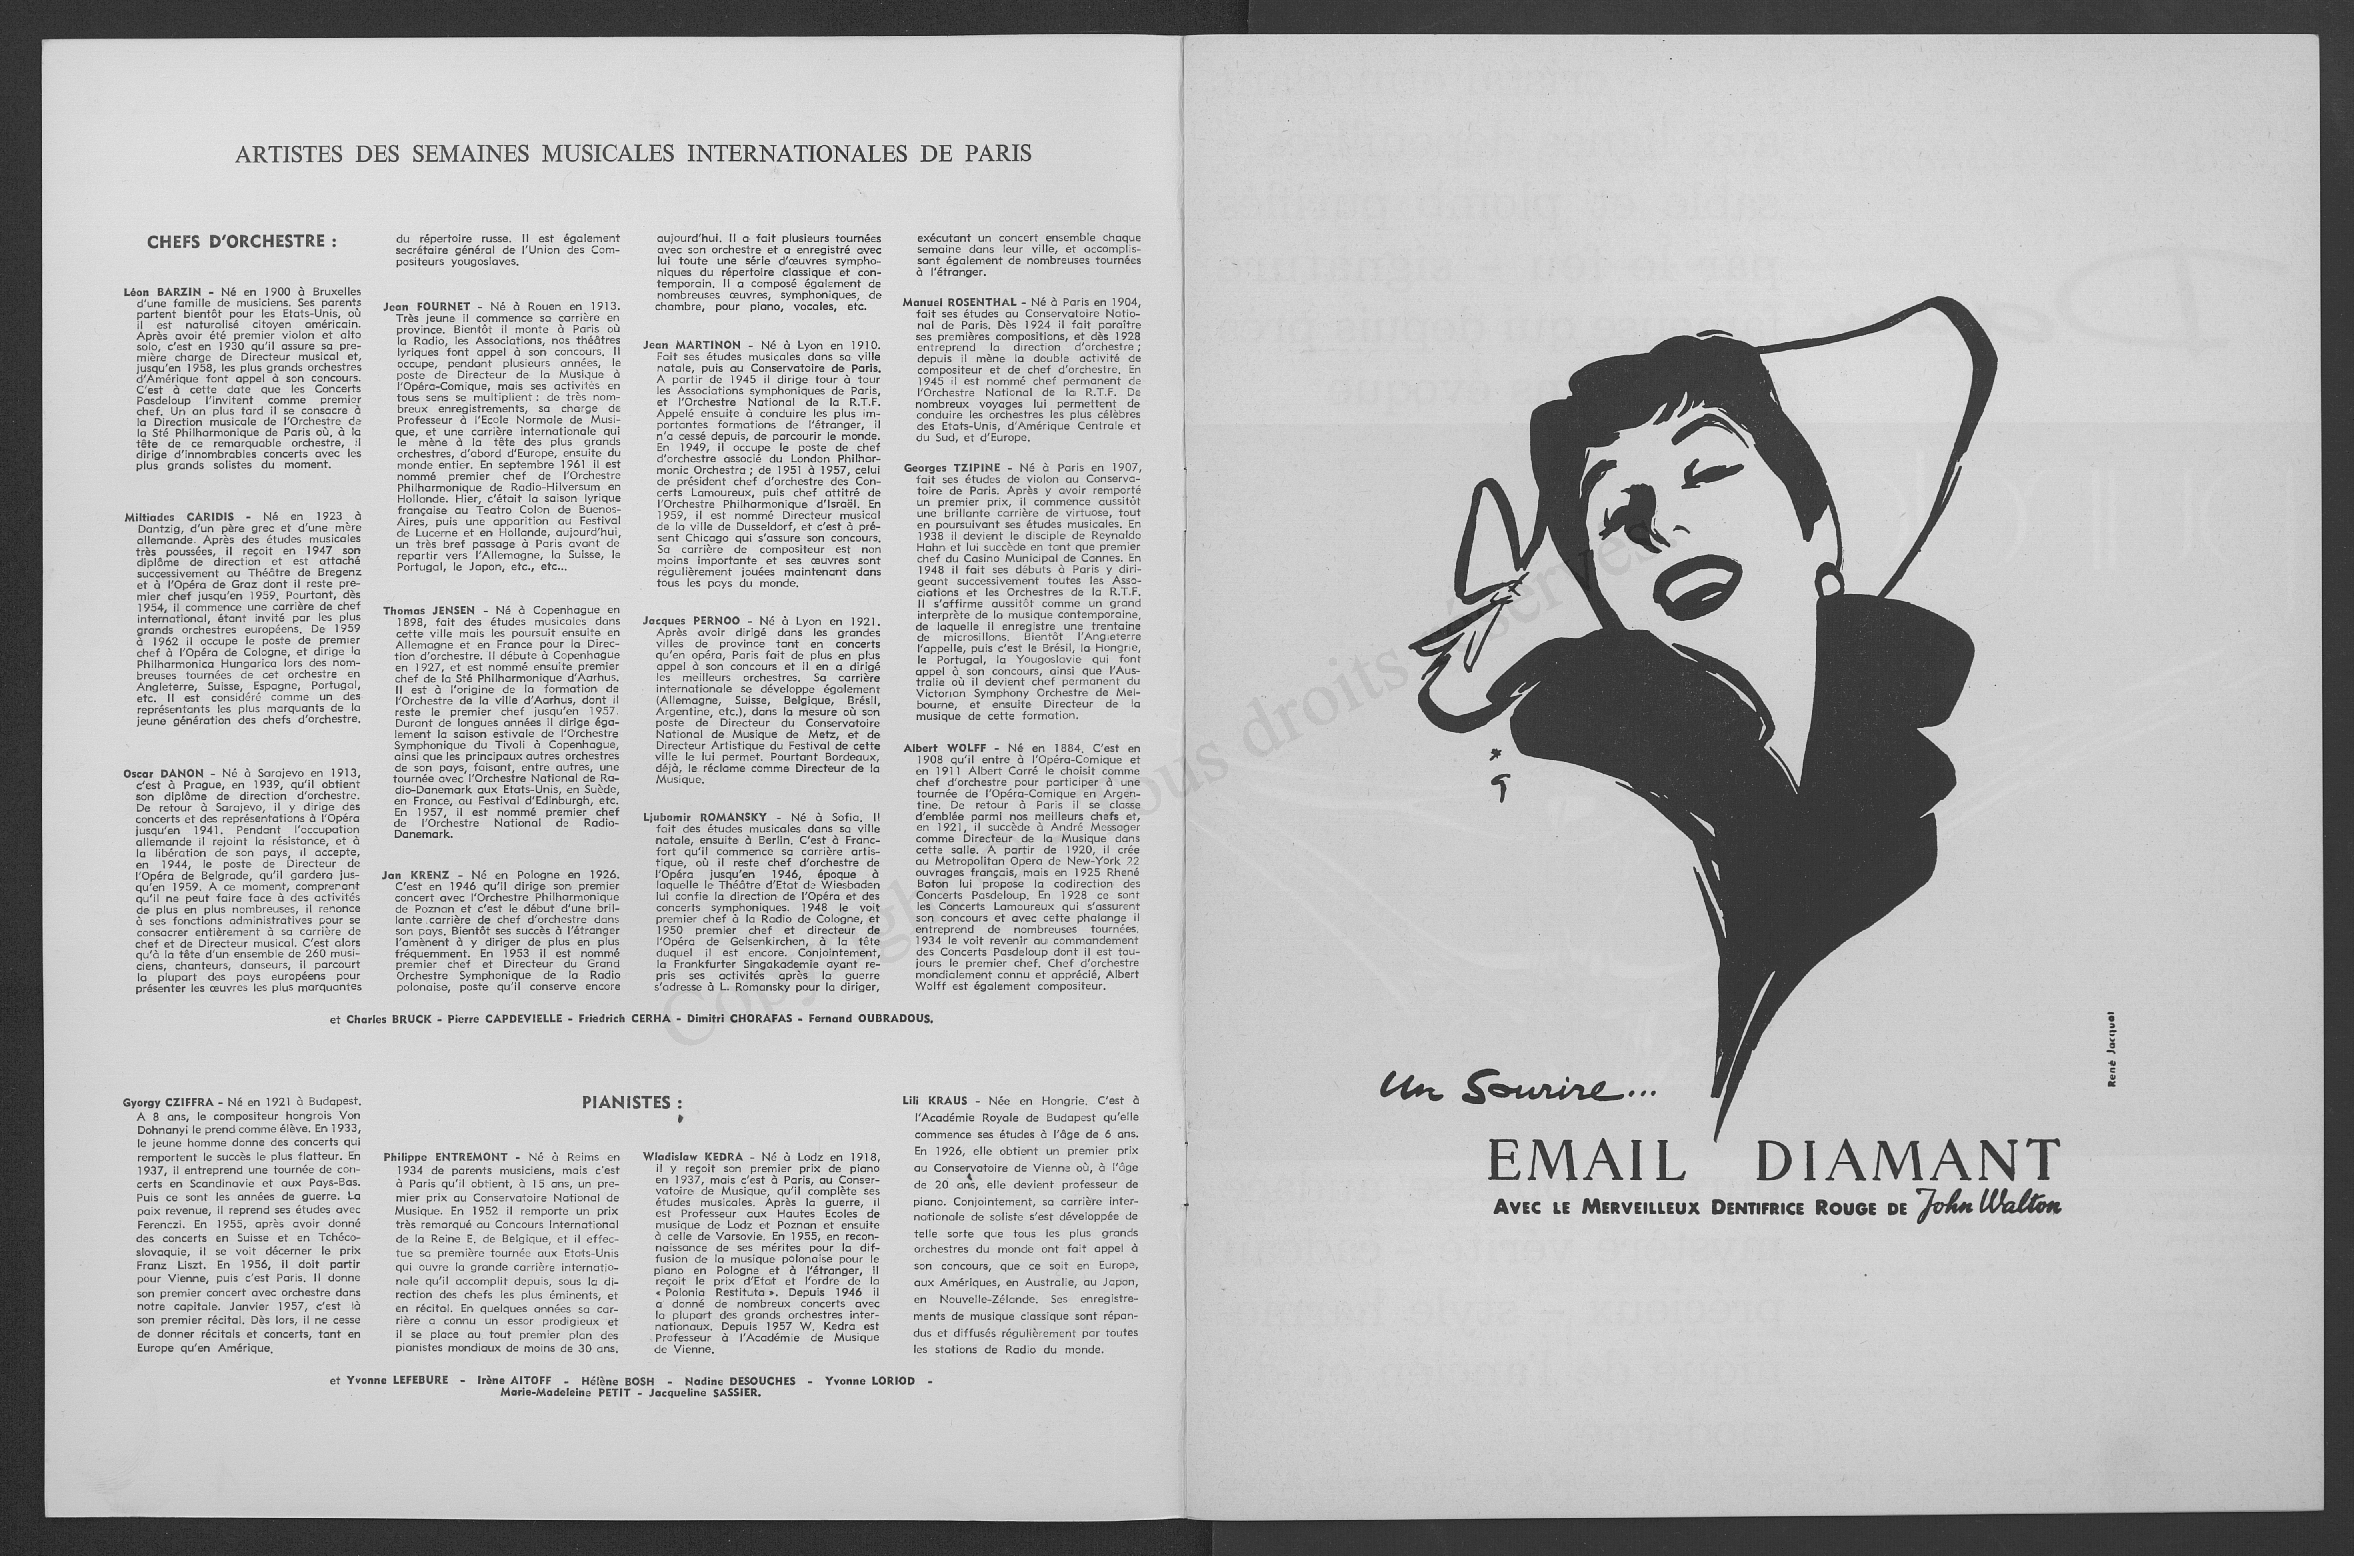 ARTISTES DES SEMAINES MUSICALES INTERNATIONALES DE PARIS
CHEFS D'ORCHESTRE :
Léon BARZIN - Né en 1900 à Bruxelles
d'une famille de musiciens. Ses parents
partent bientôt pour les Etats-Unis, où
il est naturalisé citoyen américain.
Après avoir été premier violon et alto
solo, c'est en 1930 qu'il assure sa pre-
mière charge de Directeur musical et,
jusqu'en 1958, les plus grands orchestres
d'Amérique font appel à son concours.
C'est à cette date que les Concerts
Pasdeloup l'invitent comme premier
chef. Un an plus tard il se consacre à
la Direction musicale de l'Orchestre de
la Sté Philharmonique de Paris où, à la
tête de ce remarquable orchestre, il
dirige d'innombrables concerts avec les
plus grands solistes du moment.
Miltiades CARIDIS - Né en 1923 à
Dantzig, d'un père grec et d'une mère
allemande. Après des études musicales
très poussées, il reçoit en 1947 son
diplôme de direction et est attaché
successivement au Théâtre de Bregenz
et à l'Opéra de Graz dont il reste pre-
mier chef jusqu'en 1959. Pourtant, dès
1954, il commence une carrière de chef
international, étant invité par les plus
grands orchestres européens. De 1959
à 1962 il occupe le poste de premier
chef à l'Opéra de Cologne, et dirige la
Philharmonica Hungarica lors des nom-
breuses tournées de cet orchestre en
Angleterre, Suisse, Espagne, Portugal,
etc. Il est considéré comme un des
représentants les plus marquants de la
jeune génération des chefs d'orchestre.
Oscar DANON - Né à Sarajevo en 1913,
c'est à Prague, en 1939, qu'il obtient
son diplôme de direction d'orchestre.
De retour à Sarajevo, il y dirige des
concerts et des représentations à l'Opéra
jusqu'en 1941. Pendant l'occupation
allemande il rejoint la résistance, et à
la libération de son pays, il accepte,
en 1944, le poste de Directeur de
l'Opéra de Belgrade, qu'il gardera jus-
qu'en 1959. A ce moment, comprenant
qu'il ne peut faire face à des activités
de plus en plus nombreuses, il renonce
à ses fonctions administratives pour se
consacrer entièrement à sa carrière de
chef et de Directeur musical. C'est alors
qu'à la tête d'un ensemble de 260 musi-
ciens, chanteurs, danseurs, il parcourt
la plupart des pays européens pour
présenter les œuvres les plus marquantes
du répertoire russe. Il est également
secrétaire général de l'Union des Com-
positeurs yougoslaves.
Jean FOURNET - Né à Rouen en 1913.
Très jeune il commence sa carrière en
province. Bientôt il monte à Paris où
la Radio, les Associations, nos théâtres
lyriques font appel à son concours. Il
occupe, pendant plusieurs années, le
poste de Directeur de la Musique à
l'Opéra-Comique, mais ses activités en
tous sens se multiplient : de très nom-
breux enregistrements, sa charge de
Professeur à l'Ecole Normale de Musi-
que, et une carrière internationale qui
le mène à la tête des plus grands
orchestres, d'abord d'Europe, ensuite du
monde entier. En septembre 1961 il est
nommé premier chef de l'Orchestre
Philharmonique de Radio-Hilversum en
Hollande. Hier, c'était la saison lyrique
française au Teatro Colon de Buenos-
Aires, puis une apparition au Festival
de Lucerne et en Hollande, aujourd'hui,
un très bref passage à Paris avant de
repartir vers l'Allemagne, la Suisse, le
Portugal, le Japon, etc., etc...
Thomas JENSEN - Né à Copenhague en
1898, fait des études musicales dans
cette ville mais les poursuit ensuite en
Allemagne et en France pour la Direc-
tion d'orchestre. Il débute à Copenhague
en 1927, et est nommé ensuite premier
chef de la Sté Philharmonique d'Aarhus.
Il est à l'origine de la formation de
l'Orchestre de la ville d'Aarhus, dont il
reste le premier chef jusqu'en 1957.
Durant de longues années il dirige éga-
lement la saison estivale de l'Orchestre
Symphonique du Tivoli à Copenhague,
ainsi que les principaux autres orchestres
de son pays, faisant, entre autres, une
tournée avec l'Orchestre National de Ra-
dio-Danemark aux Etats-Unis, en Suède,
en France, au Festival d'Edinburgh, etc.
En 1957, il est nommé premier chef
de l'Orchestre National de Radio-
Danemark.
Jan KRENZ - Né en Pologne en 1926.
C'est en 1946 qu'il dirige son premier
concert avec l'Orchestre Philharmonique
de Poznan et c'est le début d'une bril-
lante carrière de chef d'orchestre dans
son pays. Bientôt ses succès à l'étranger
l'amènent à y diriger de plus en plus
fréquemment. En 1953 il est nommé
premier chef et Directeur du Grand
Orchestre Symphonique de la Radio
polonaise, poste qu'il conserve encore
aujourd'hui. Il a fait plusieurs tournées
avec son orchestre et a enregistré avec
lui toute une série d'œuvres sympho-
niques du répertoire classique et con-
temporain. Il a composé également de
nombreuses œuvres, symphoniques, de
chambre, pour piano, vocales, etc.
Jean MARTINON - Né à Lyon en 1910.
Fait ses études musicales dans sa ville
natale, puis au Conservatoire de Paris.
A partir de 1945 il dirige tour à tour
les Associations symphoniques de Paris,
et l'Orchestre National de la R.T.F.
Appelé ensuite à conduire les plus im-
portantes formations de l'étranger, il
n'a cessé depuis, de parcourir le monde.
En 1949, il occupe le poste de chef
d'orchestre associé du London Philhar-
monic Orchestra ; de 1951 à 1957, celui
de président chef d'orchestre des Con-
certs Lamoureux, puis chef attitré de
l'Orchestre Philharmonique d'Israël. En
1959, il est nommé Directeur musical
de la ville de Dusseldorf, et c'est à pré-
sent Chicago qui s'assure son concours.
Sa carrière de compositeur est non
moins importante et ses œuvres sont
régulièrement jouées maintenant dans
tous les pays du monde.
Jacques PERNOO - Né à Lyon en 1921.
Après avoir dirigé dans les grandes
villes de province tant en concerts
qu'en opéra, Paris fait de plus en plus
appel à son concours et il en a dirigé
les meilleurs orchestres. Sa carrière
internationale se développe également
(Allemagne, Suisse, Belgique, Brésil,
Argentine, etc.), dans la mesure où son
poste de Directeur du Conservatoire
National de Musique de Metz, et de
Directeur Artistique du Festival de cette
ville le lui permet. Pourtant Bordeaux,
déjà, le réclame comme Directeur de la
Musique.
Ljubomir ROMANSKY - Né à Sofia. Il
fait des études musicales dans sa ville
natale, ensuite à Berlin. C'est à Franc-
fort qu'il commence sa carrière artis-
tique, où il reste chef d'orchestre de
l'Opéra jusqu'en 1946, époque à
laquelle le Théâtre d'Etat de Wiesbaden
lui confie la direction de l'Opéra et des
concerts symphoniques. 1948 le voit
premier chef à la Radio de Cologne, et
1950 premier chef et directeur de
l'Opéra de Gelsenkirchen, à la tête
duquel il est encore. Conjointement,
la Frankfurter Singakademie ayant re-
pris ses activités après la guerre
s'adresse à L. Romansky pour la diriger,
exécutant un concert ensemble chaque
semaine dans leur ville, et accomplis-
sant également de nombreuses tournées
à l'étranger.
Manuel ROSENTHAL - Né à Paris en 1904,
fait ses études au Conservatoire Natio-
nal de Paris. Dès 1924 il fait paraître
ses premières compositions, et dès 1928
entreprend la direction d'orchestre ;
depuis il mène la double activité de
compositeur et de chef d'orchestre. En
1945 il est nommé chef permanent de
l'Orchestre National de la R.T.F. De
nombreux voyages lui permettent de
conduire les orchestres les plus célèbres
des Etats-Unis, d'Amérique Centrale et
du Sud, et d'Europe.
Georges TZIPINE - Né à Paris en 1907,
fait ses études de violon au Conserva-
toire de Paris. Après y avoir remporté
un premier prix, il commence aussitôt
une brillante carrière de virtuose, tout
en poursuivant ses études musicales. En
1938 il devient le disciple de Reynaldo
Hahn et lui succède en tant que premier
chef du Casino Municipal de Cannes. En
1948 il fait ses débuts à Paris y diri-
geant successivement toutes les Asso-
ciations et les Orchestres de la R.T.F.
Il s'affirme aussitôt comme un grand
interprète de la musique contemporaine,
de laquelle il enregistre une trentaine
de microsillons. Bientôt l'Angleterre
l'appelle, puis c'est le Brésil, la Hongrie,
le Portugal, la Yougoslavie qui font
appel à son concours, ainsi que l'Aus-
tralie où il devient chef permanent du
Victorian Symphony Orchestre de Mel-
bourne, et ensuite Directeur de la
musique de cette formation.
Albert WOLFF - Né en 1884. C'est en
1908 qu'il entre à l'Opéra-Comique et
en 1911 Albert Carré le choisit comme
chef d'orchestre pour participer à une
tournée de l'Opéra-Comique en Argen-
tine. De retour à Paris il se classe
d'emblée parmi nos meilleurs chefs et,
en 1921, il succède à André Messager
comme Directeur de la Musique dans
cette salle. A partir de 1920, il crée
au Metropolitan Opera de New-York 22
ouvrages français, mais en 1925 Rhené
Baton lui propose la codirection des
Concerts Pasdeloup. En 1928 ce sont
les Concerts Lamoureux qui s'assurent
son concours et avec cette phalange il
entreprend de nombreuses tournées.
1934 le voit revenir au commandement
des Concerts Pasdeloup dont il est tou-
jours le premier chef. Chef d'orchestre
mondialement connu et apprécié, Albert
Wolff est également compositeur.
et Charles BRUCK - Pierre CAPDEVIELLE - Friedrich CERHA - Dimitri CHORAFAS - Fernand OUBRADOUS.
PIANISTES :
Gyorgy CZIFFRA - Né en 1921 à Budapest.
A 8 ans, le compositeur hongrois Von
Dohnanyi le prend comme élève. En 1933,
le jeune homme donne des concerts qui
remportent le succès le plus flatteur. En
1937, il entreprend une tournée de con-
certs en Scandinavie et aux Pays-Bas.
Puis ce sont les années de guerre. La
paix revenue, il reprend ses études avec
Ferenczi. En 1955, après avoir donné
des concerts en Suisse et en Tchéco-
slovaquie, il se voit décerner le prix
Franz Liszt. En 1956, il doit partir
pour Vienne, puis c'est Paris. Il donne
son premier concert avec orchestre dans
notre capitale. Janvier 1957, c'est là
son premier récital. Dès lors, il ne cesse
de donner récitals et concerts, tant en
Europe qu'en Amérique.
Philippe ENTREMONT - Né à Reims en
1934 de parents musiciens, mais c'est
à Paris qu'il obtient, à 15 ans, un pre-
mier prix au Conservatoire National de
Musique. En 1952 il remporte un prix
très remarqué au Concours International
de la Reine E. de Belgique, et il effec-
tue sa première tournée aux Etats-Unis
qui ouvre la grande carrière internatio-
nale qu'il accomplit depuis, sous la di-
rection des chefs les plus éminents, et
en récital. En quelques années sa car-
rière a connu un essor prodigieux et
il se place au tout premier plan des
pianistes mondiaux de moins de 30 ans.
Wladislaw KEDRA - Né à Lodz en 1918,
il y reçoit son premier prix de piano
en 1937, mais c'est à Paris, au Conser-
vatoire de Musique, qu'il complète ses
études musicales. Après la guerre, il
est Professeur aux Hautes Ecoles de
musique de Lodz et Poznan et ensuite
à celle de Varsovie. En 1955, en recon-
naissance de ses mérites pour la dif-
fusion de la musique polonaise pour le
piano en Pologne et à l'étranger, il
reçoit le prix d'Etat et l'ordre de la
« Polonia Restituta ». Depuis 1946 il
a donné de nombreux concerts avec
la plupart des grands orchestres inter-
nationaux. Depuis 1957 W. Kedra est
Professeur à l'Académie de Musique
de Vienne.
Lili KRAUS - Née en Hongrie. C'est à
l'Académie Royale de Budapest qu'elle
commence ses études à l'âge de 6 ans.
En 1926, elle obtient un premier prix
au Conservatoire de Vienne où, à l'âge
de 20 ans, elle devient professeur de
piano. Conjointement, sa carrière inter-
nationale de soliste s'est développée de
telle sorte que tous les plus grands
orchestres du monde ont fait appel à
son concours, que ce soit en Europe,
aux Amériques, en Australie, au Japon,
en Nouvelle-Zélande. Ses enregistre-
ments de musique classique sont répan-
dus et diffusés régulièrement par toutes
les stations de Radio du monde.
et Yvonne LEFEBURE - Irène AITOFF - Hélène BOSH - Nadine DESOUCHES - Yvonne LORIOD -
Marie-Madeleine PETIT - Jacqueline SASSIER.
Copyright tous droits réservés.
Un Sourire...
EMAIL DIAMANT
AVEC LE MERVEILLEUX DENTIFRICE ROUGE DE John Walton
René Jacquot